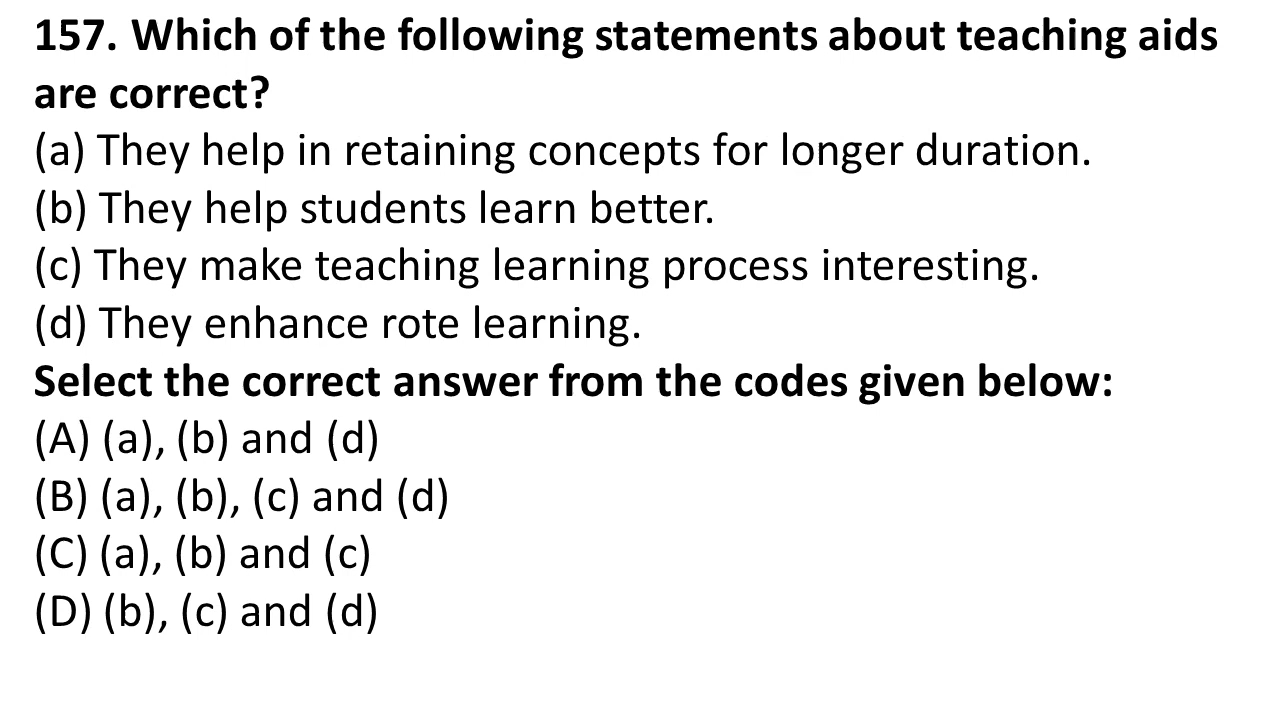 157. Which of the following statements about teaching aids
are correct?
(a) They help in retaining concepts for longer duration.
(b) They help students learn better.
(c) They make teaching learning process interesting.
(d) They enhance rote learning.
Select the correct answer from the codes given below:
(A) (a), (b) and (d)
(B) (a), (b), (c) and (d)
(C) (a), (b) and (c)
(D) (b), (c) and (d)